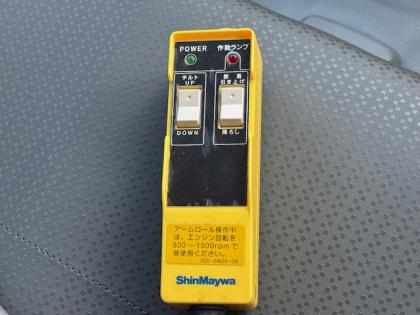 POWER 作動ランプ
チルト
UP
脱着
引き上げ
DOWN
降ろし
アームロール操作中
は、エンジン回転を
800～1500rpmで
御使用ください。
ShinMaywa